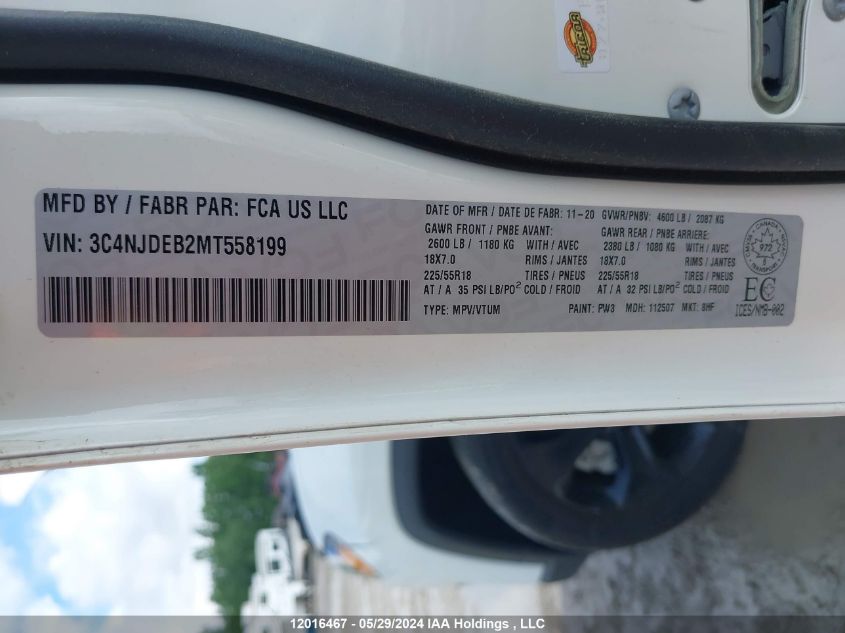 MFD BY / FABR PAR: FCA US LLC
VIN: 3C4NJDEB2MT558199
DATE OF MFR / DATE DE FABR: 11-20 GVWR/PNBV: 4600 LB / 2087 KG
GAWR FRONT / PNBE AVANT: GAWR REAR / PNBE ARRIERE:
2600 LB / 1180 KG 3 WITH / AVEC 2380 LB / 1080 KG WITH / AVEC
18X7.0 RIMS / JANTES 18X7.0 RIMS / JANTES
225/55R18 TIRES / PNEUS 225/55R18 TIRES / PNEUS
AT / A 35 PSI LB/PO² COLD / FROID AT / A 32 PSI LB/PO² COLD / FROID
TYPE: MPV/VTUM PAINT: PW3 MDH: 112507 MKT: 8HF
CANADA
972
EC
ICES/NMB-002
12016467 - 05/29/2024 IAA Holdings , LLC